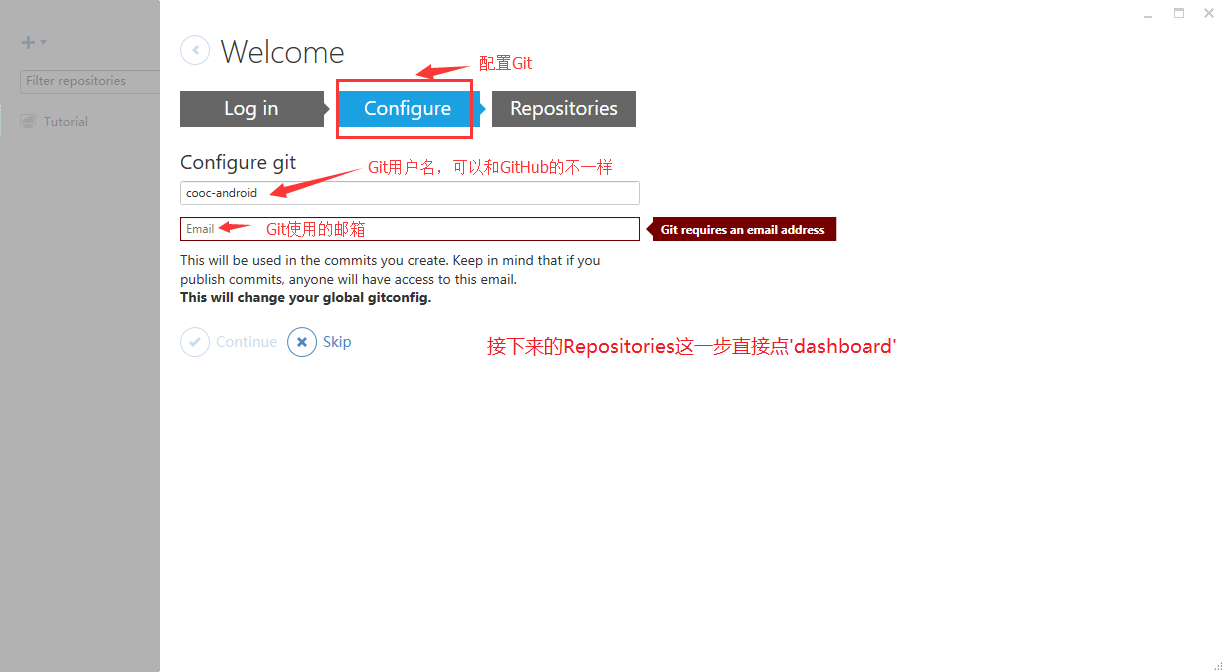 Welcome
配置Git
Log in
Configure
Repositories
Filter repositories
Tutorial
Configure git
Git用户名，可以和GitHub的不一样
cooc-android
Email
Git使用的邮箱
Git requires an email address
This will be used in the commits you create. Keep in mind that if you
publish commits, anyone will have access to this email.
This will change your global gitconfig.
Continue
Skip
接下来的Repositories这一步直接点'dashboard'